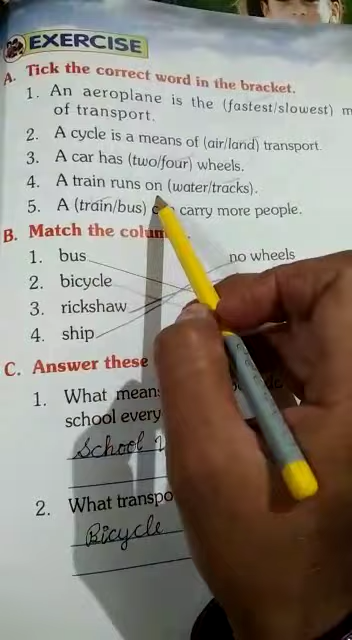 EXERCISE
A. Tick the correct word in the bracket.
1. An aeroplane is the (fastest/slowest) m
of transport.
2. A cycle is a means of (air/land) transport.
3. A car has (two/four) wheels.
4. A train runs on (water/tracks).
5. A (train/bus) carry more people.
B. Match the
1. bus no wheels
2. bicycle
3. rickshaw
4. ship
C. Answer these
1. What
school every
School
2. What
Bicycle